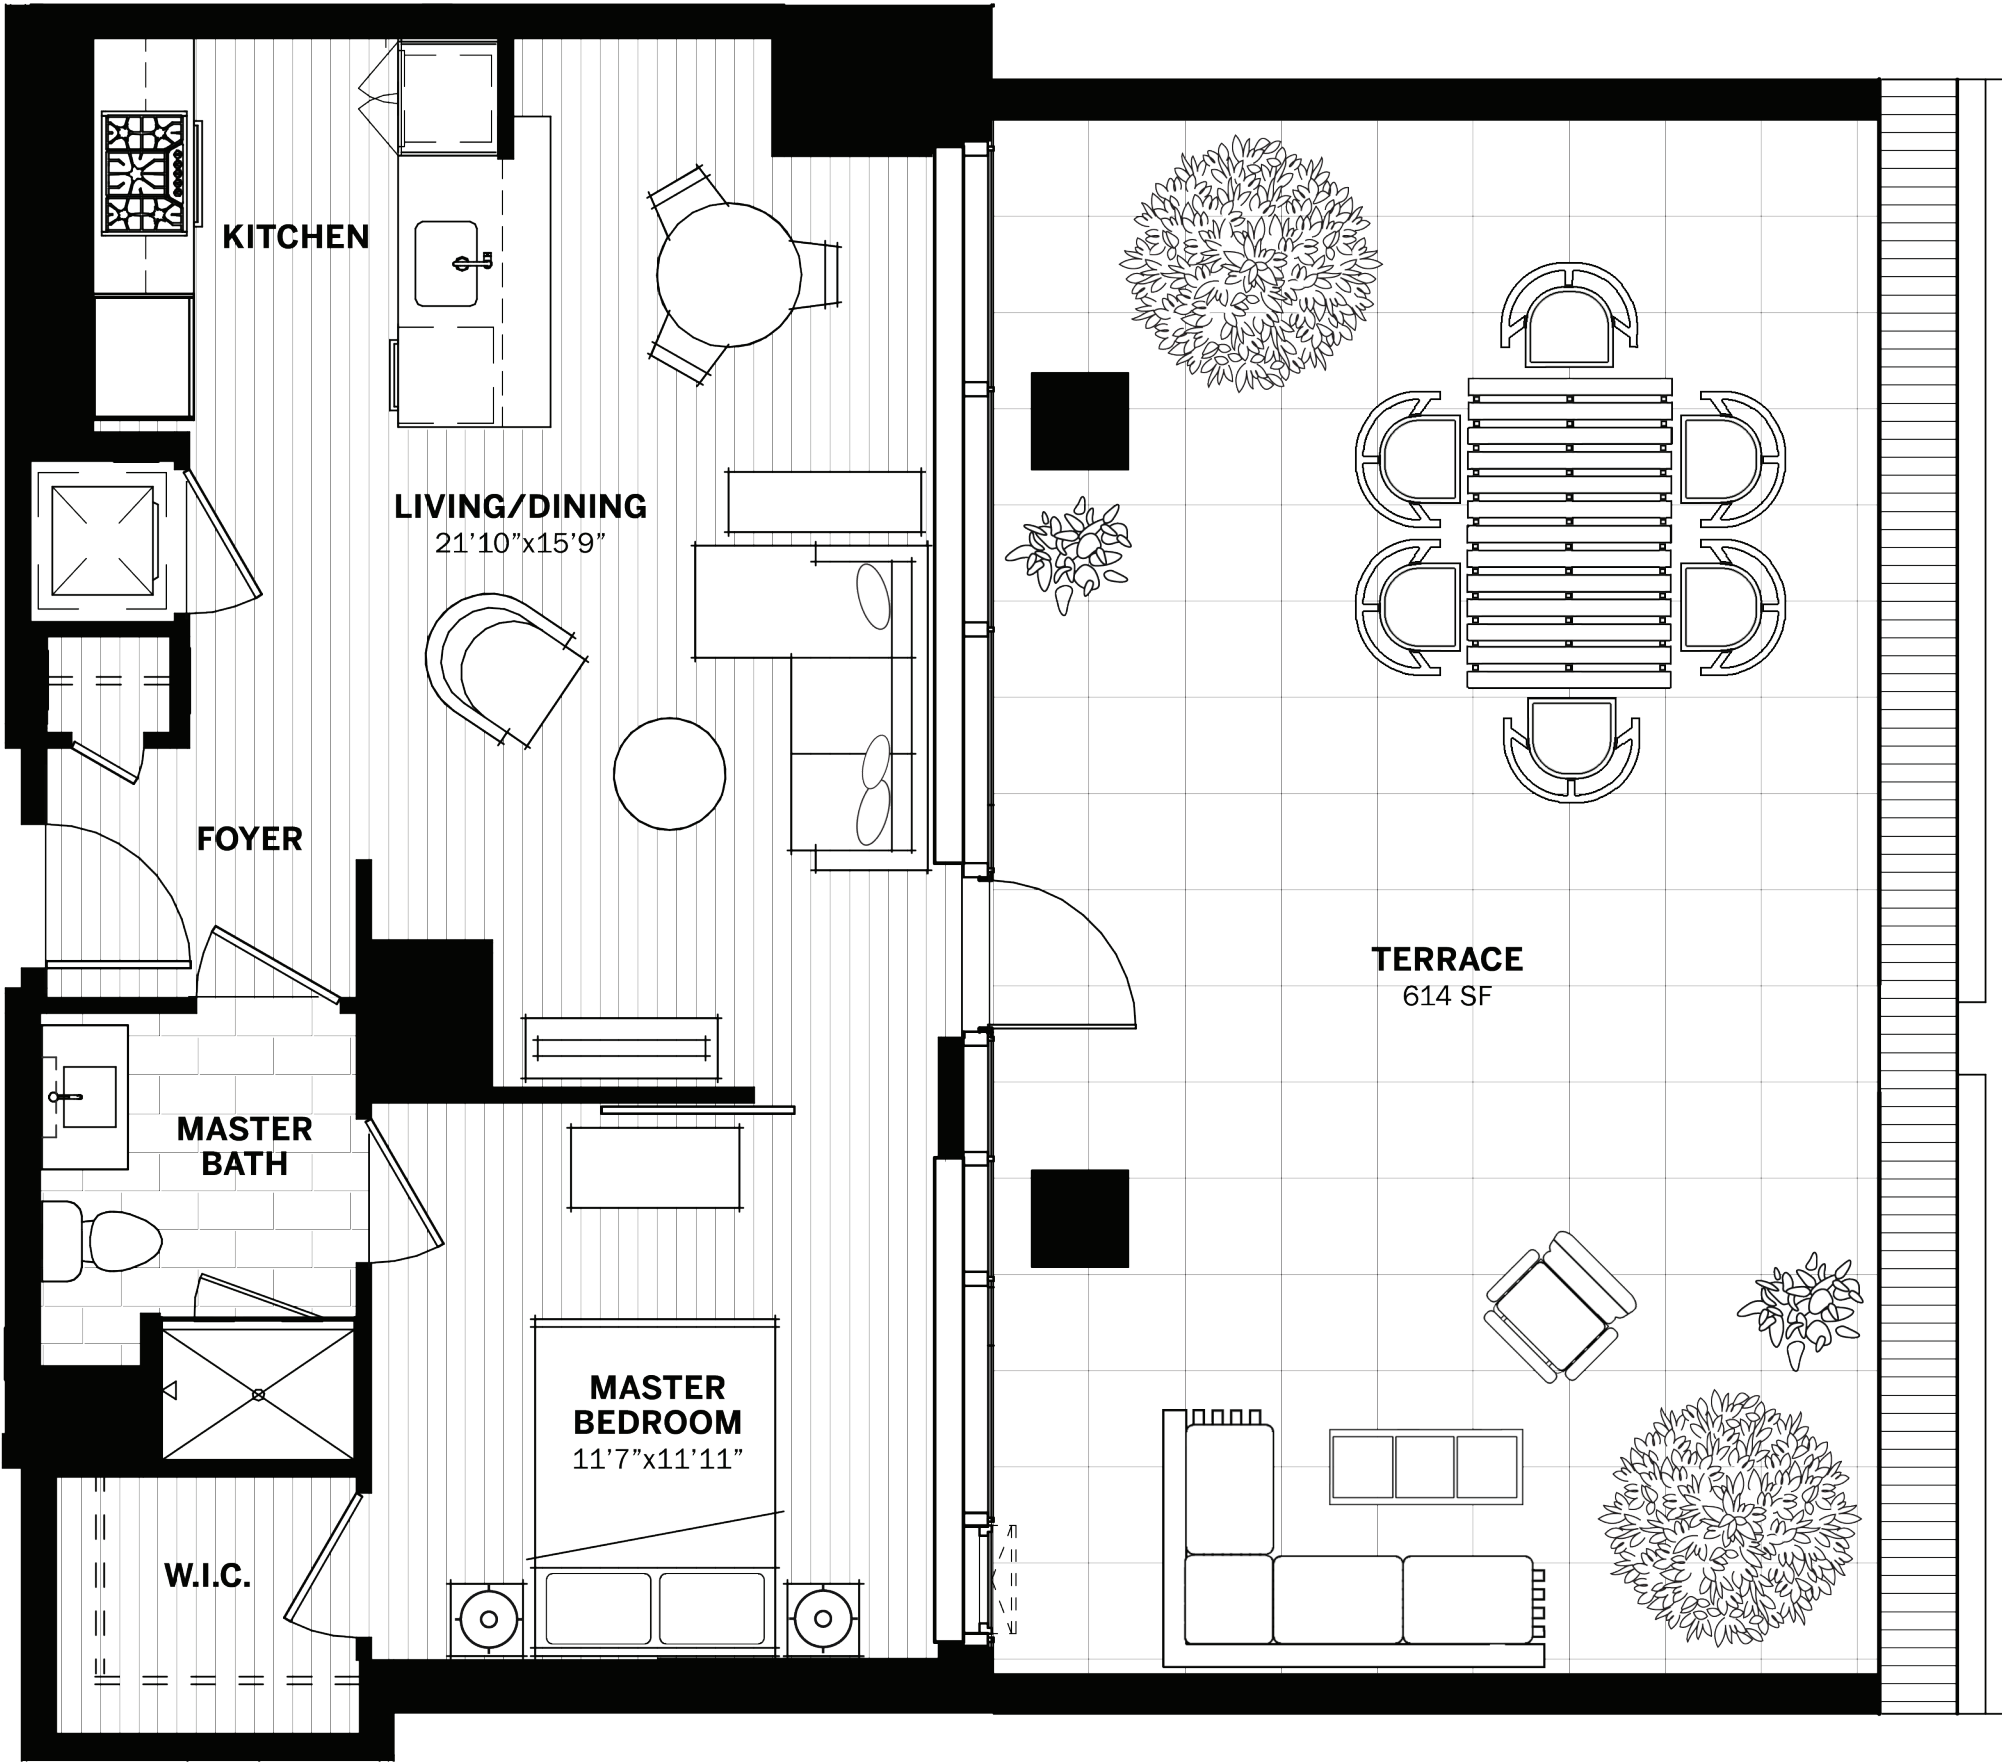 KITCHEN
LIVING/DINING
21’10”x15’9”
FOYER
TERRACE
614 SF
MASTER
BATH
MASTER
BEDROOM
11’7”x11’11”
W.I.C.